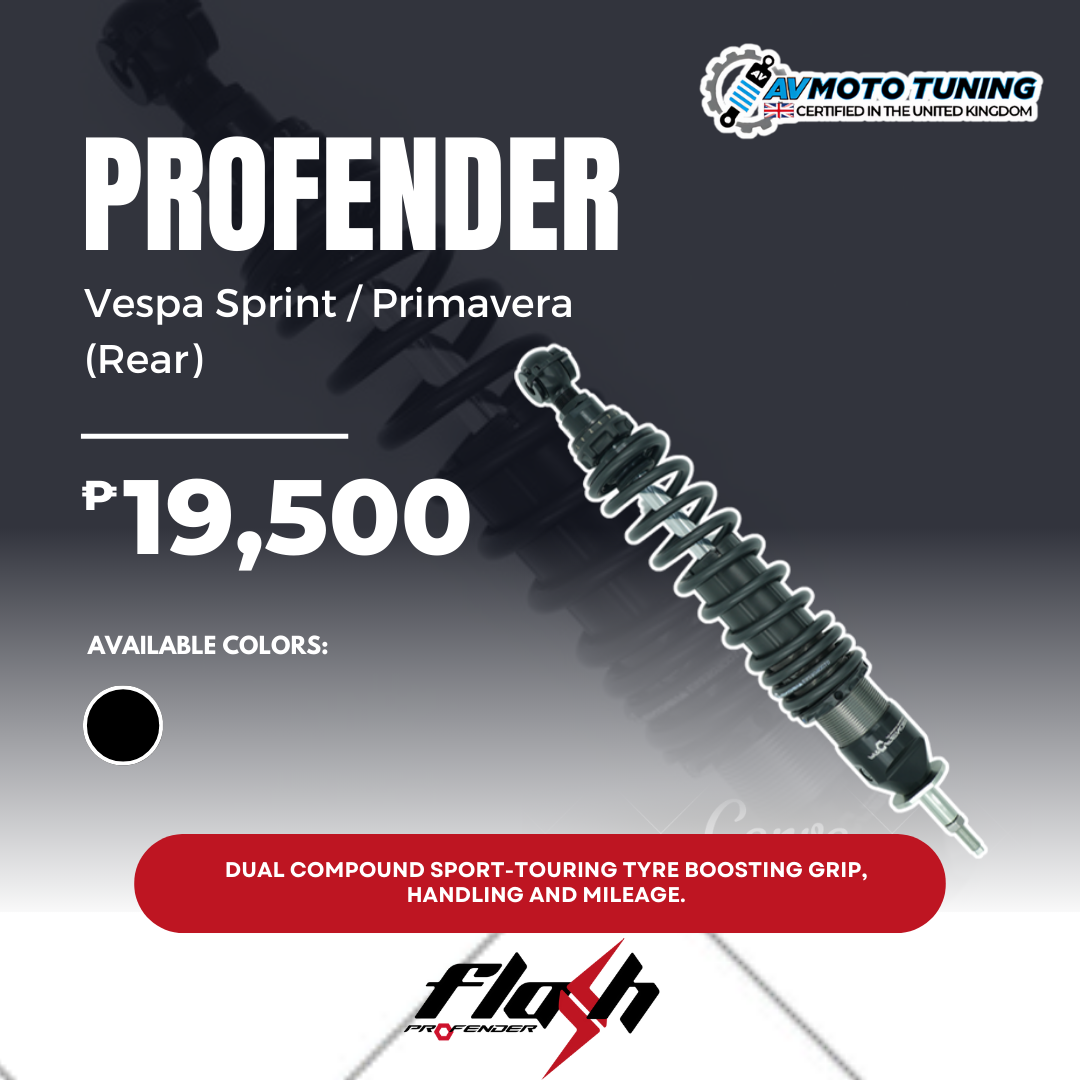 AV
AVMOTO TUNING
CERTIFIED IN THE UNITED KINGDOM
PROFENDER
Vespa Sprint / Primavera
(Rear)
₱19,500
AVAILABLE COLORS:
DUAL COMPOUND SPORT-TOURING TYRE BOOSTING GRIP,
HANDLING AND MILEAGE.
flash
PROFENDER